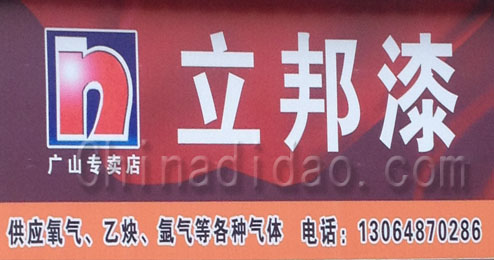 立邦漆
广山专卖店
Chinadidao.com
供应氧气、乙炔、氩气等各种气体 电话：13064870286